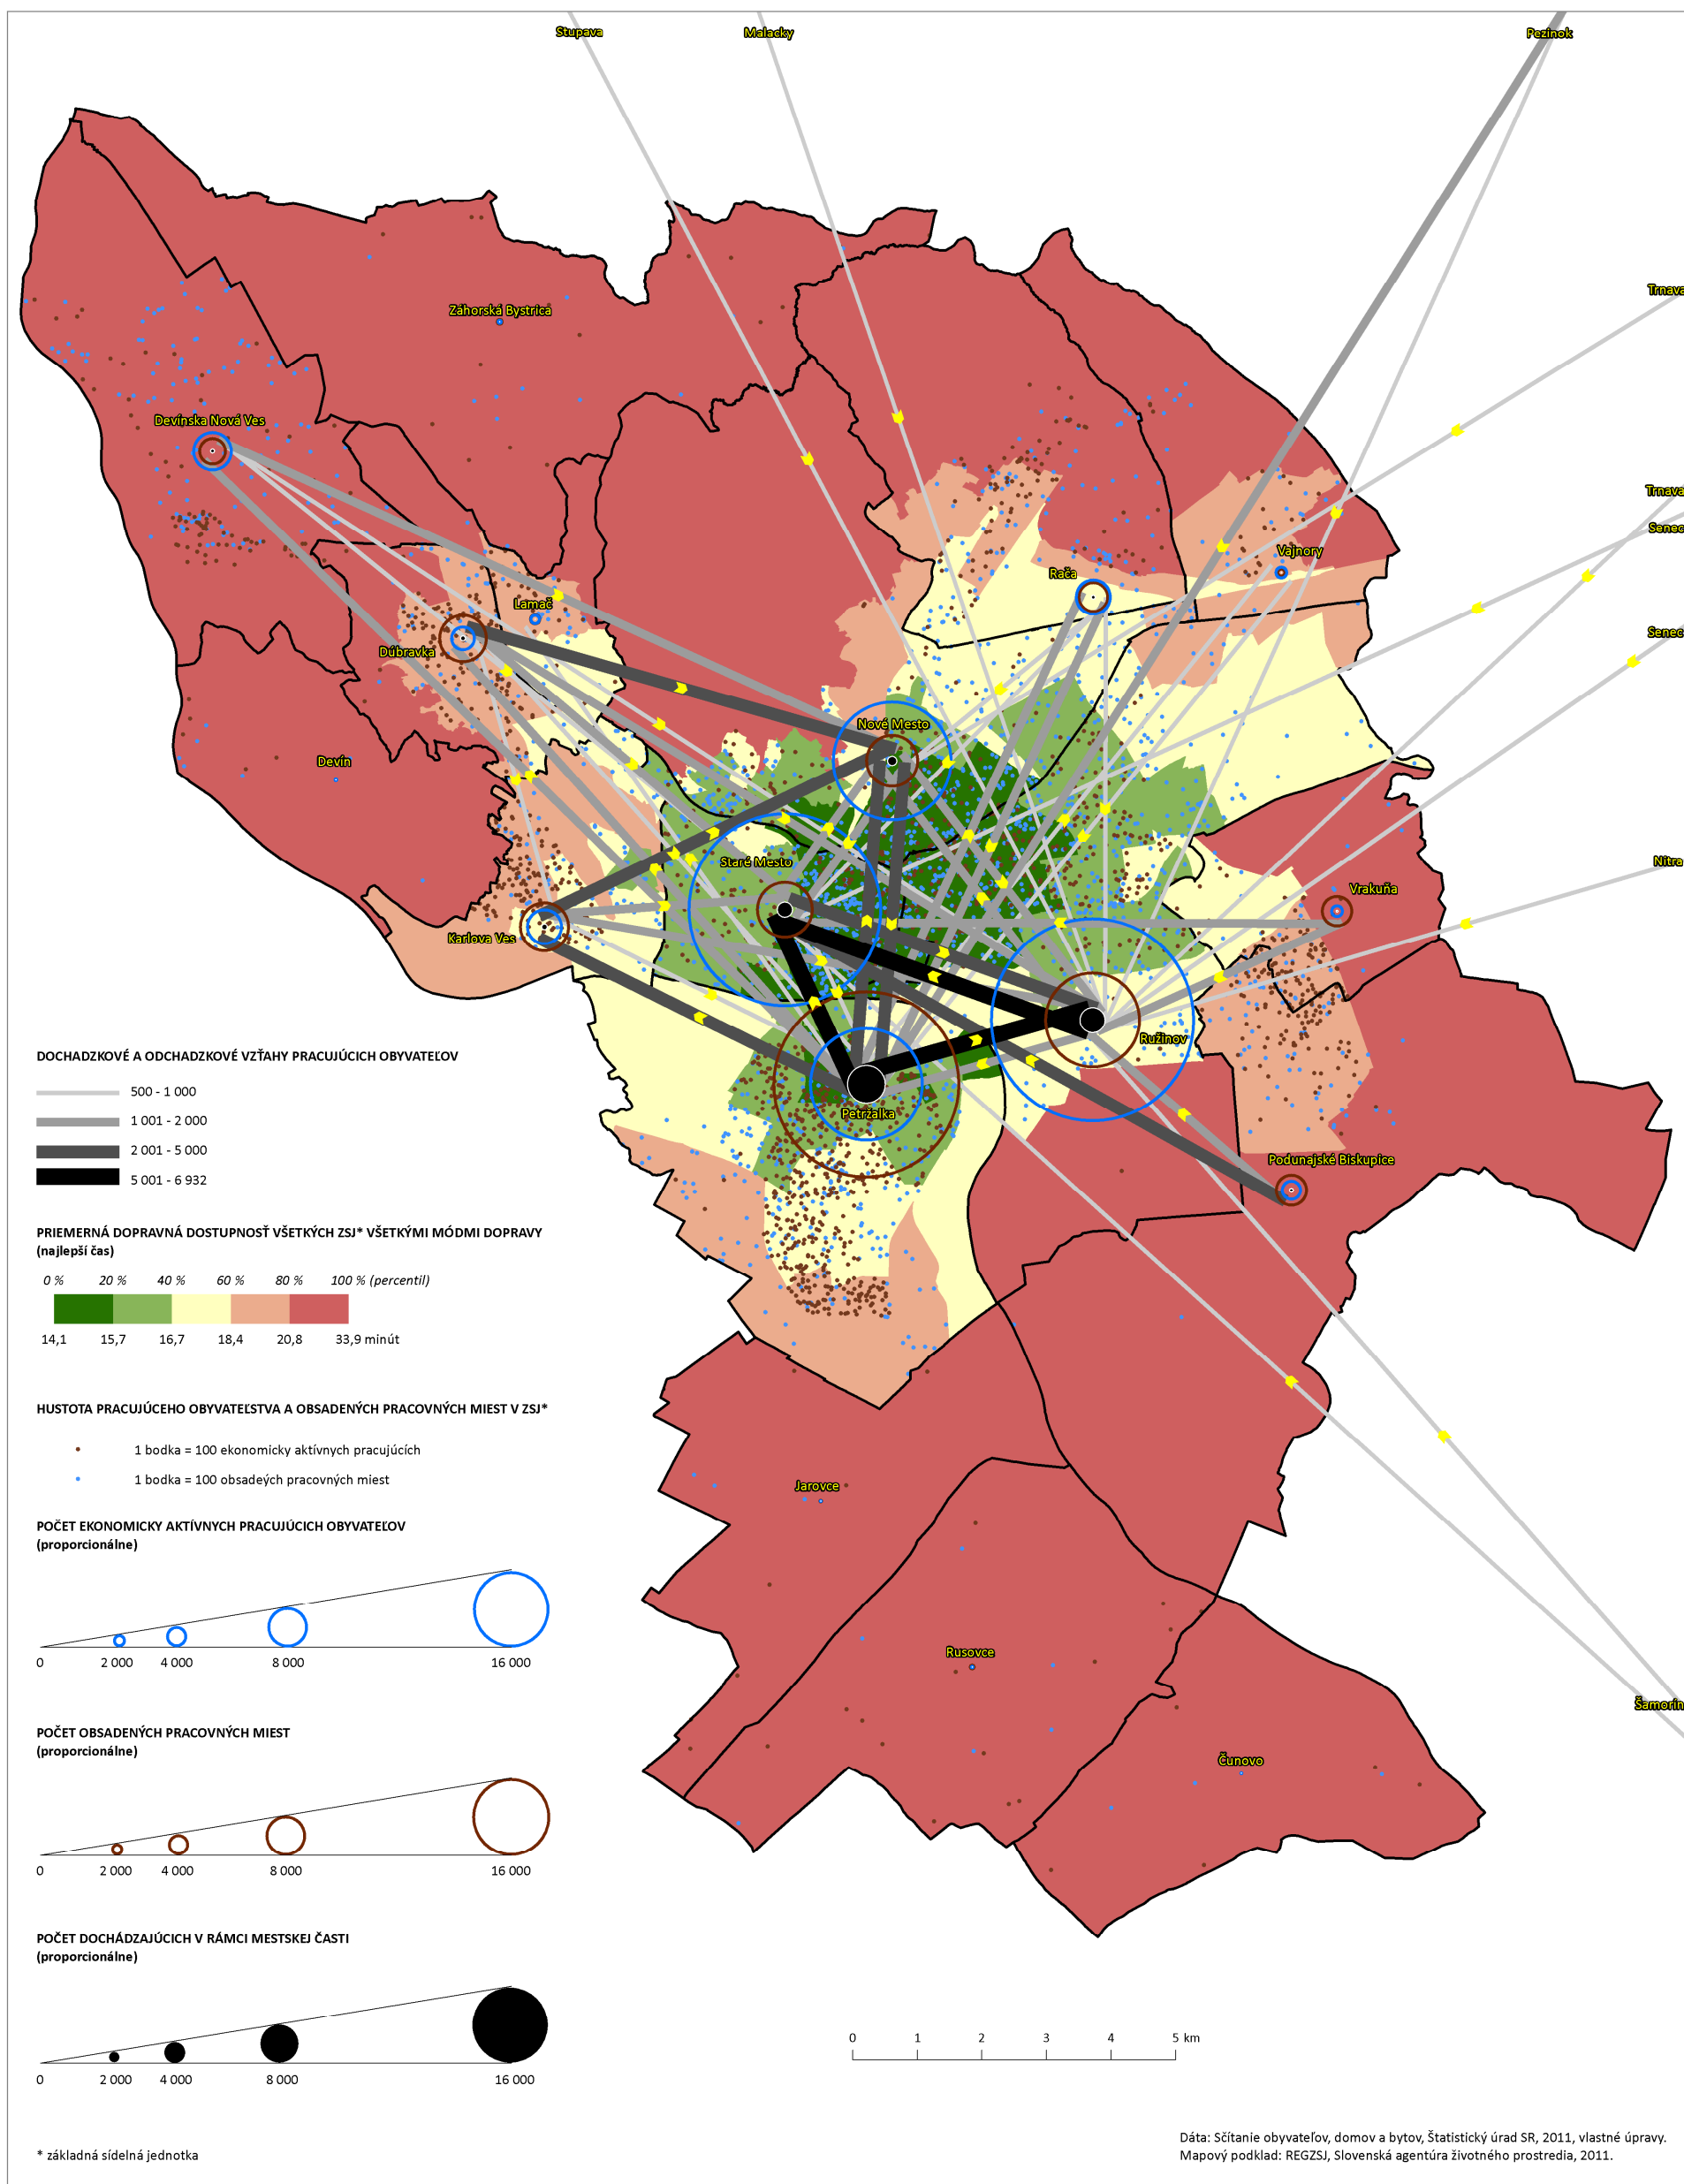 Stupava
Malacky
Pezinok
Trnava
Záhorská Bystrica
Devínska Nová Ves
Trnava
Senec
Vajnory
Rača
Lamač
Senec
Dúbravka
Nové Mesto
Devín
Staré Mesto
Nitra
Vrakuňa
Karlova Ves
Ružinov
Petržalka
Podunajské Biskupice
Jarovce
Rusovce
Šamorín
Čunovo
DOCHADZKOVÉ A ODCHADZKOVÉ VZŤAHY PRACUJÚCICH OBYVATEĽOV
500 - 1 000
1 001 - 2 000
2 001 - 5 000
5 001 - 6 932
PRIEMERNÁ DOPRAVNÁ DOSTUPNOSŤ VŠETKÝCH ZSJ* VŠETKÝMI MÓDMI DOPRAVY
(najlepší čas)
0 % 20 % 40 % 60 % 80 % 100 % (percentil)
14,1 15,7 16,7 18,4 20,8 33,9 minút
HUSTOTA PRACUJÚCEHO OBYVATEĽSTVA A OBSADENÝCH PRACOVNÝCH MIEST V ZSJ*
1 bodka = 100 ekonomicky aktívnych pracujúcich
1 bodka = 100 obsadeých pracovných miest
POČET EKONOMICKY AKTÍVNYCH PRACUJÚCICH OBYVATEĽOV
(proporcionálne)
0 2 000 4 000 8 000 16 000
POČET OBSADENÝCH PRACOVNÝCH MIEST
(proporcionálne)
0 2 000 4 000 8 000 16 000
POČET DOCHÁDZAJÚCICH V RÁMCI MESTSKEJ ČASTI
(proporcionálne)
0 2 000 4 000 8 000 16 000
0 1 2 3 4 5 km
* základná sídelná jednotka
Dáta: Sčítanie obyvateľov, domov a bytov, Štatistický úrad SR, 2011, vlastné úpravy.
Mapový podklad: REGZSJ, Slovenská agentúra životného prostredia, 2011.